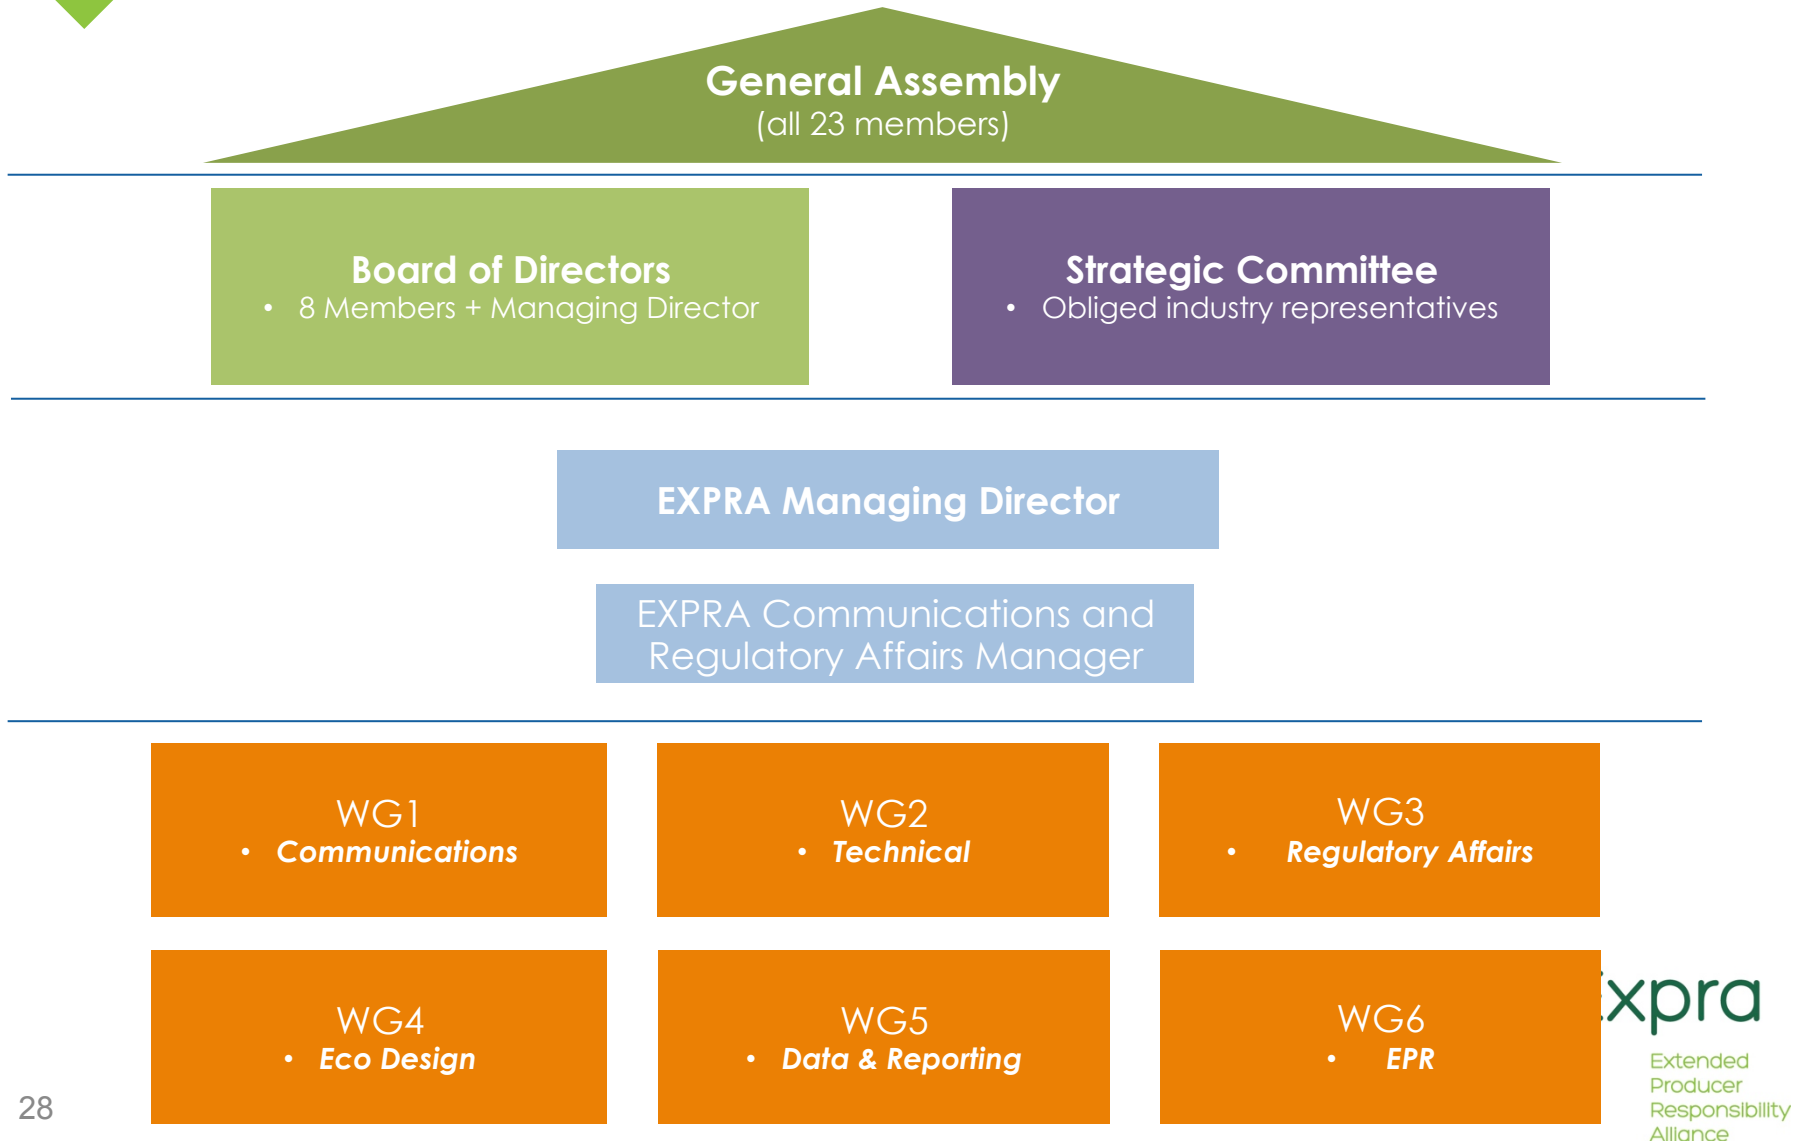 General Assembly
(all 23 members)
Board of Directors
• 8 Members + Managing Director
Strategic Committee
• Obliged industry representatives
EXPRA Managing Director
EXPRA Communications and
Regulatory Affairs Manager
WG1
• Communications
WG2
• Technical
WG3
• Regulatory Affairs
WG4
• Eco Design
WG5
• Data & Reporting
WG6
• EPR
xpra
Extended
Producer
Responsibility
Alliance
28